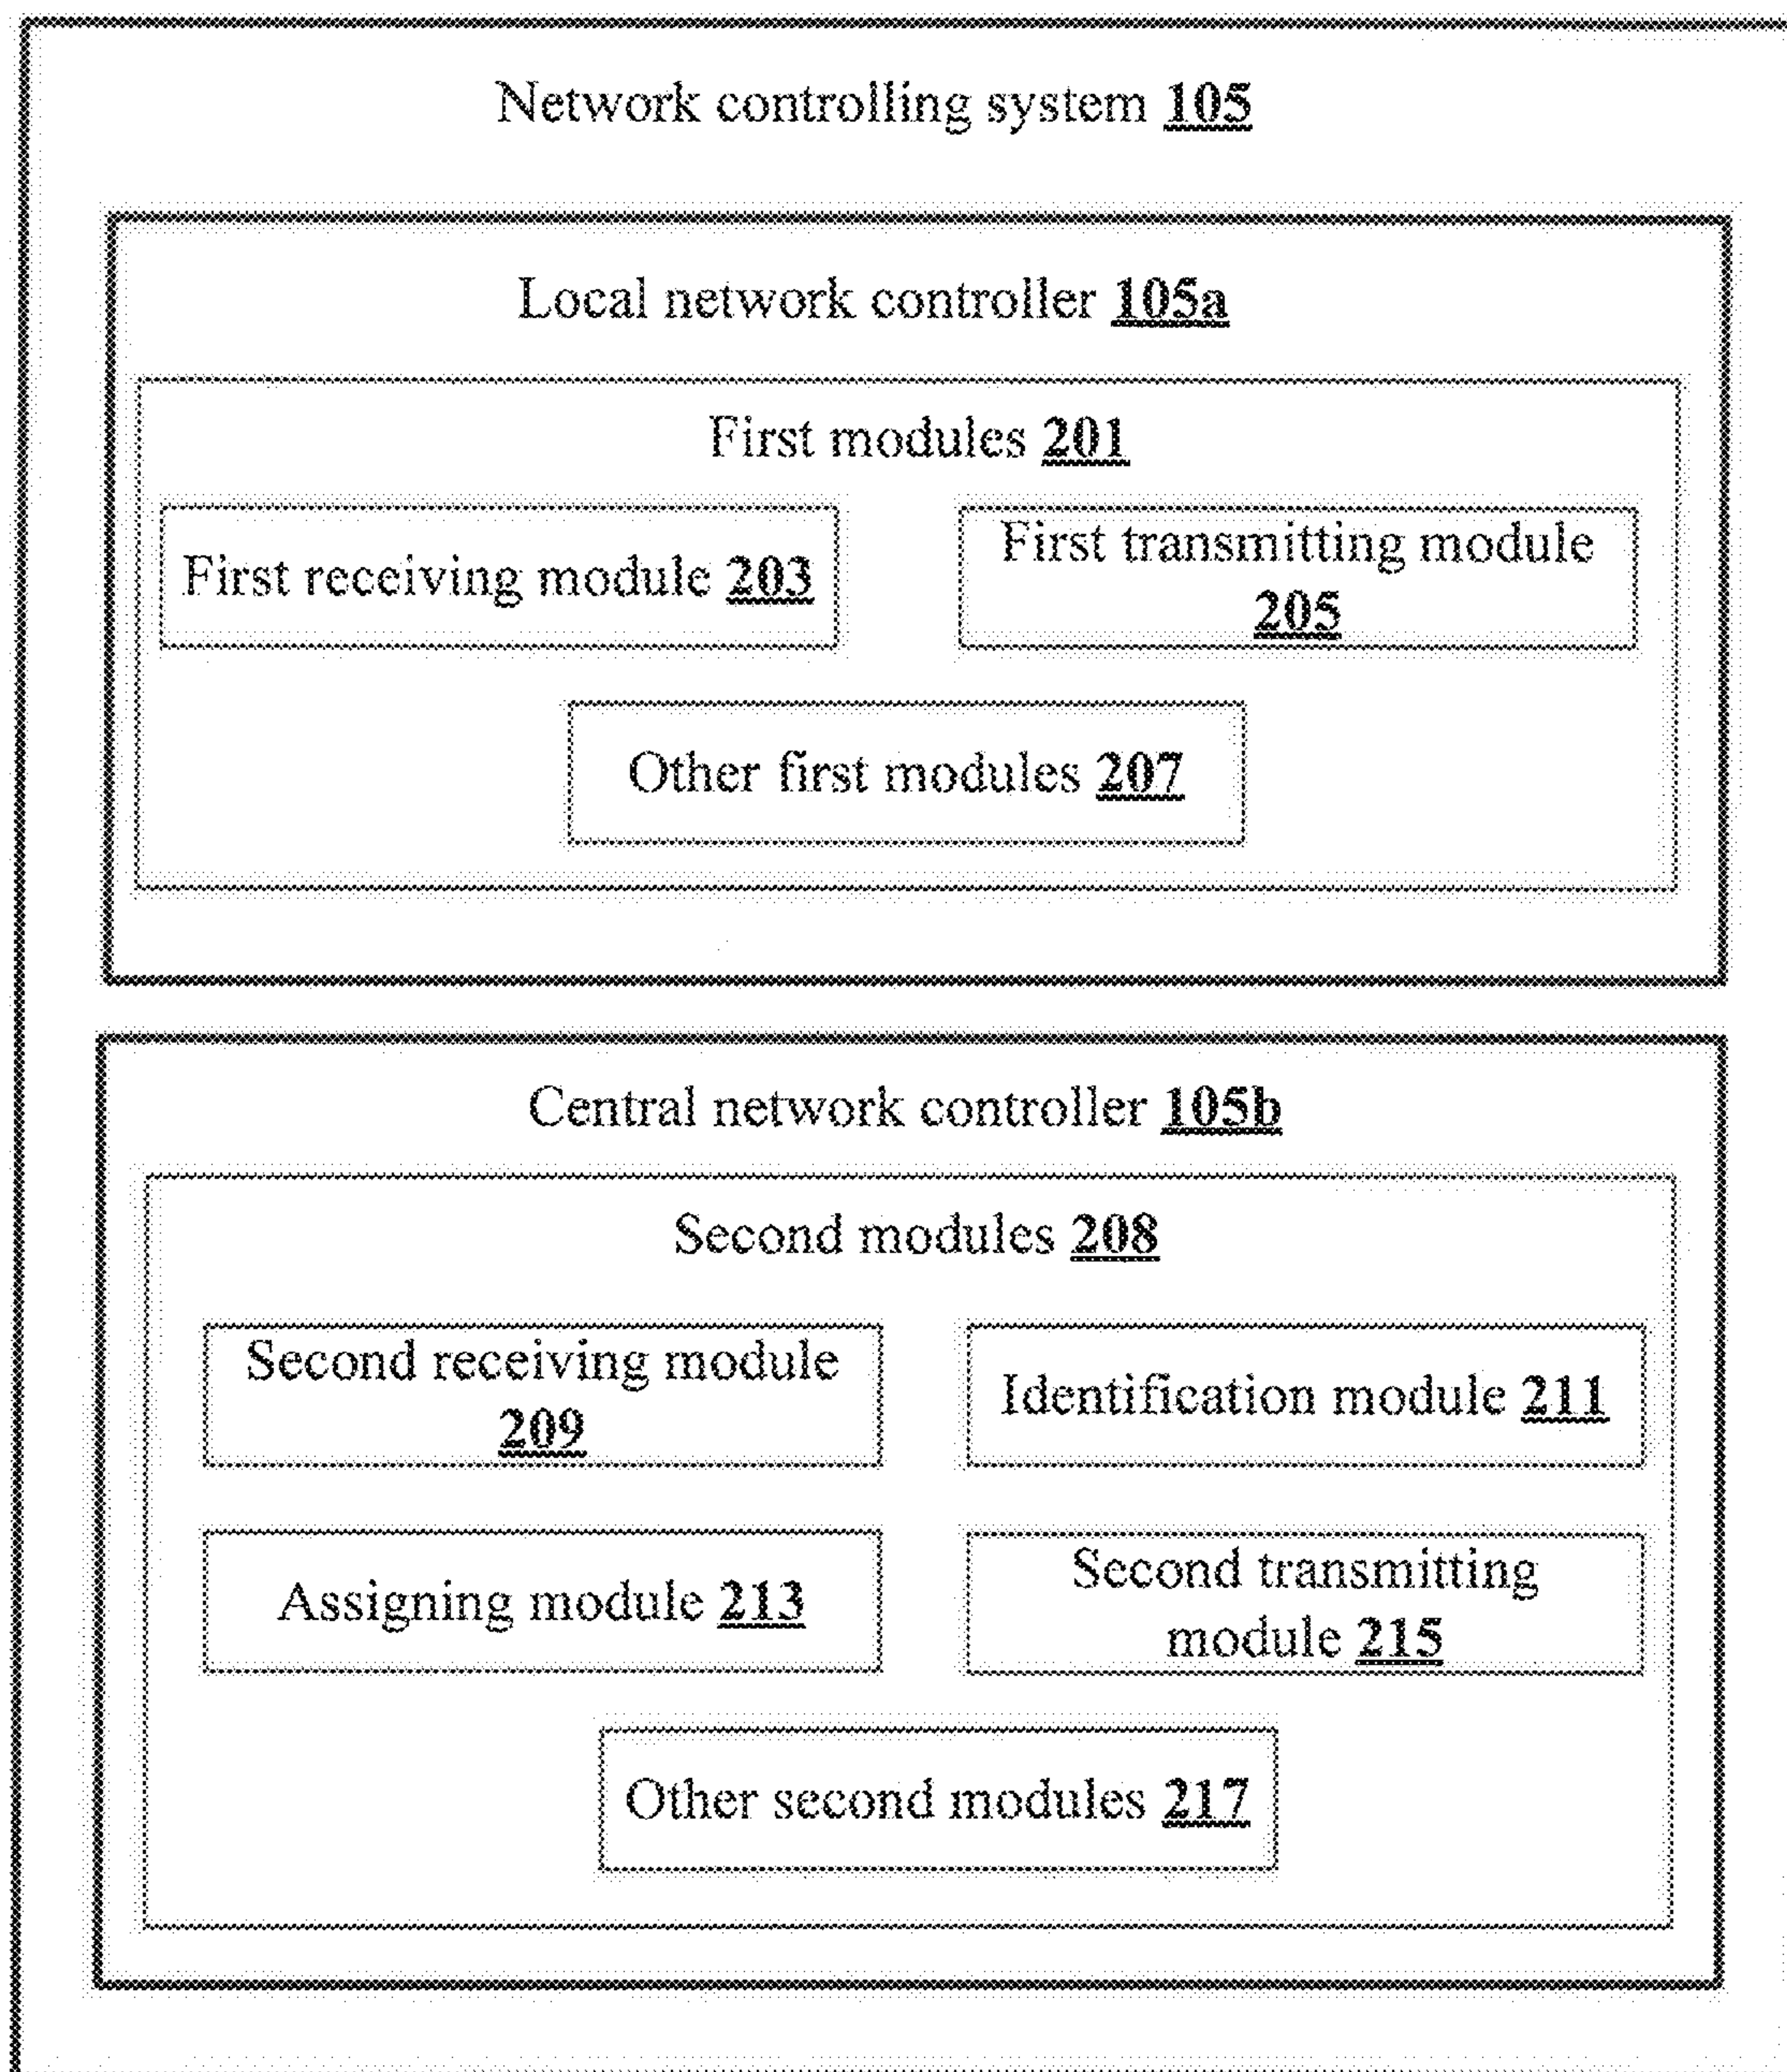 Network controlling system 105
Local network controller 105a
First modules 201
First receiving module 203
First transmitting module
205
Other first modules 207
Central network controller 105b
Second modules 208
Second receiving module
209
Identification module 211
Assigning module 213
Second transmitting
module 215
Other second modules 217